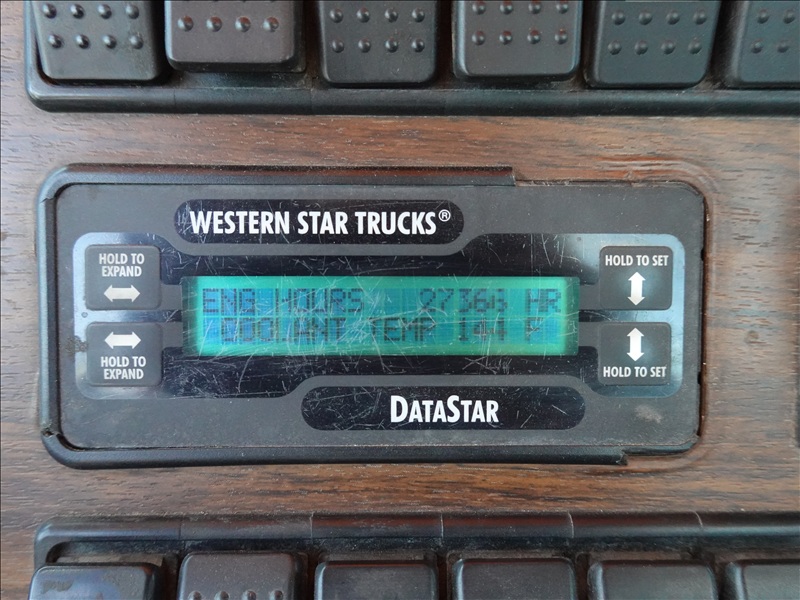 WESTERN STAR TRUCKS®
HOLD TO
EXPAND
HOLD TO SET
ENG HOURS HR
COOLANT TEMP 144 F
HOLD TO
EXPAND
HOLD TO SET
DATASTAR